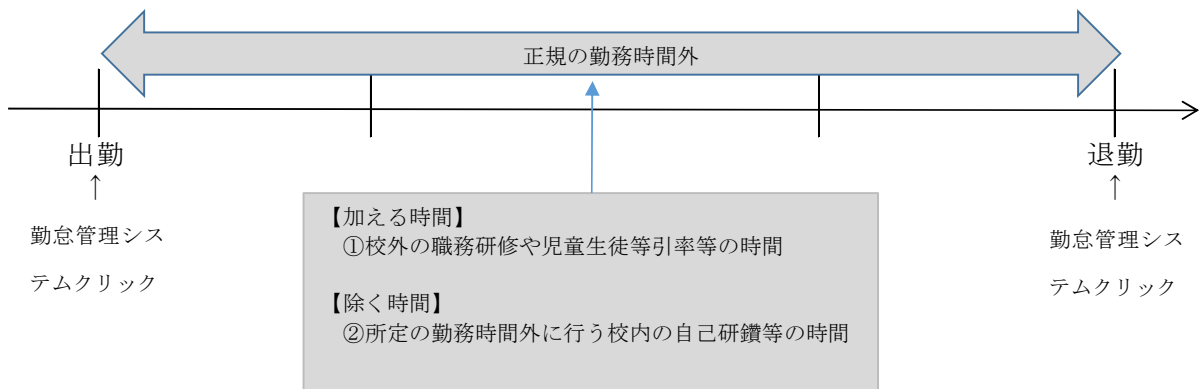 正規の勤務時間外
出勤
↑
勤怠管理シス
テムクリック
退勤
↑
勤怠管理シス
テムクリック
【加える時間】
①校外の職務研修や児童生徒等引率等の時間
【除く時間】
②所定の勤務時間外に行う校内の自己研鑽等の時間